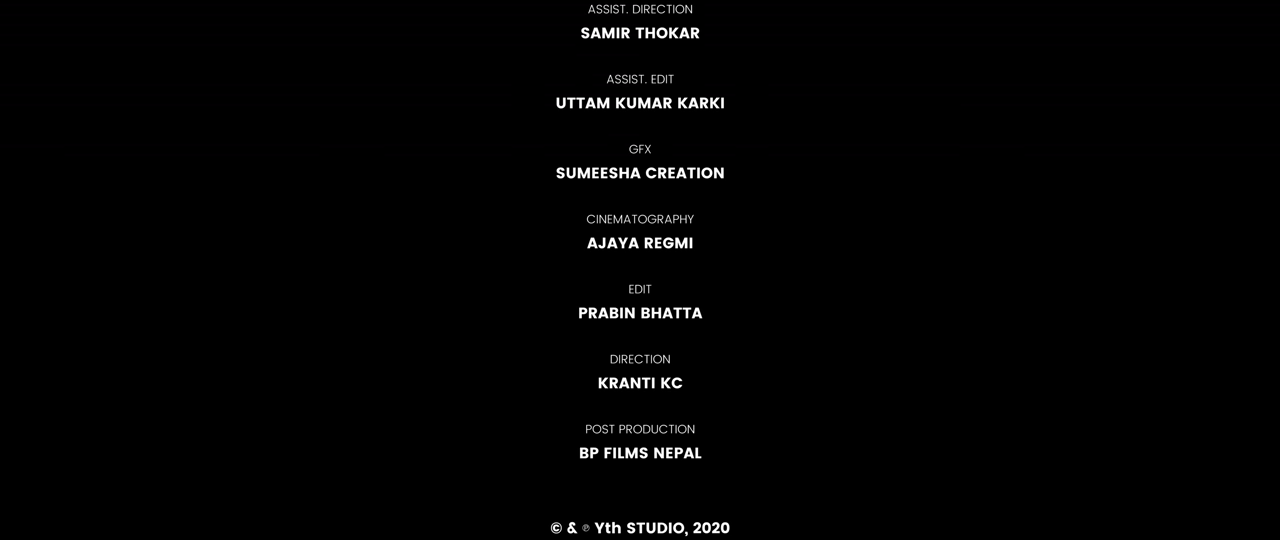 ASSIST. DIRECTION
SAMIR THOKAR
ASSIST. EDIT
UTTAM KUMAR KARKI
GFX
SUMEESHA CREATION
CINEMATOGRAPHY
AJAYA REGMI
EDIT
PRABIN BHATTA
DIRECTION
KRANTI KC
POST PRODUCTION
BP FILMS NEPAL
© & ℗ Yth STUDIO, 2020